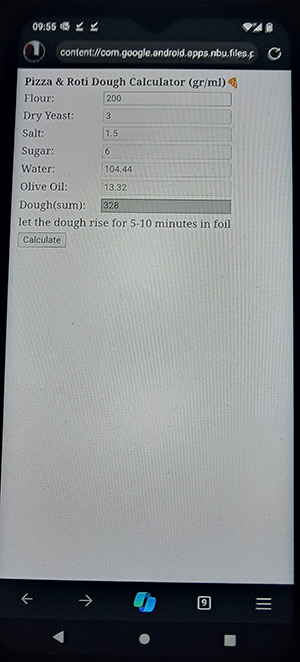 09:55
content://com.google.android.apps.nbu.files.p
Pizza & Roti Dough Calculator (gr/ml)🍕
Flour: 200
Dry Yeast: 3
Salt: 1.5
Sugar: 6
Water: 104.44
Olive Oil: 13.32
Dough(sum): 328
let the dough rise for 5-10 minutes in foil
Calculate
9